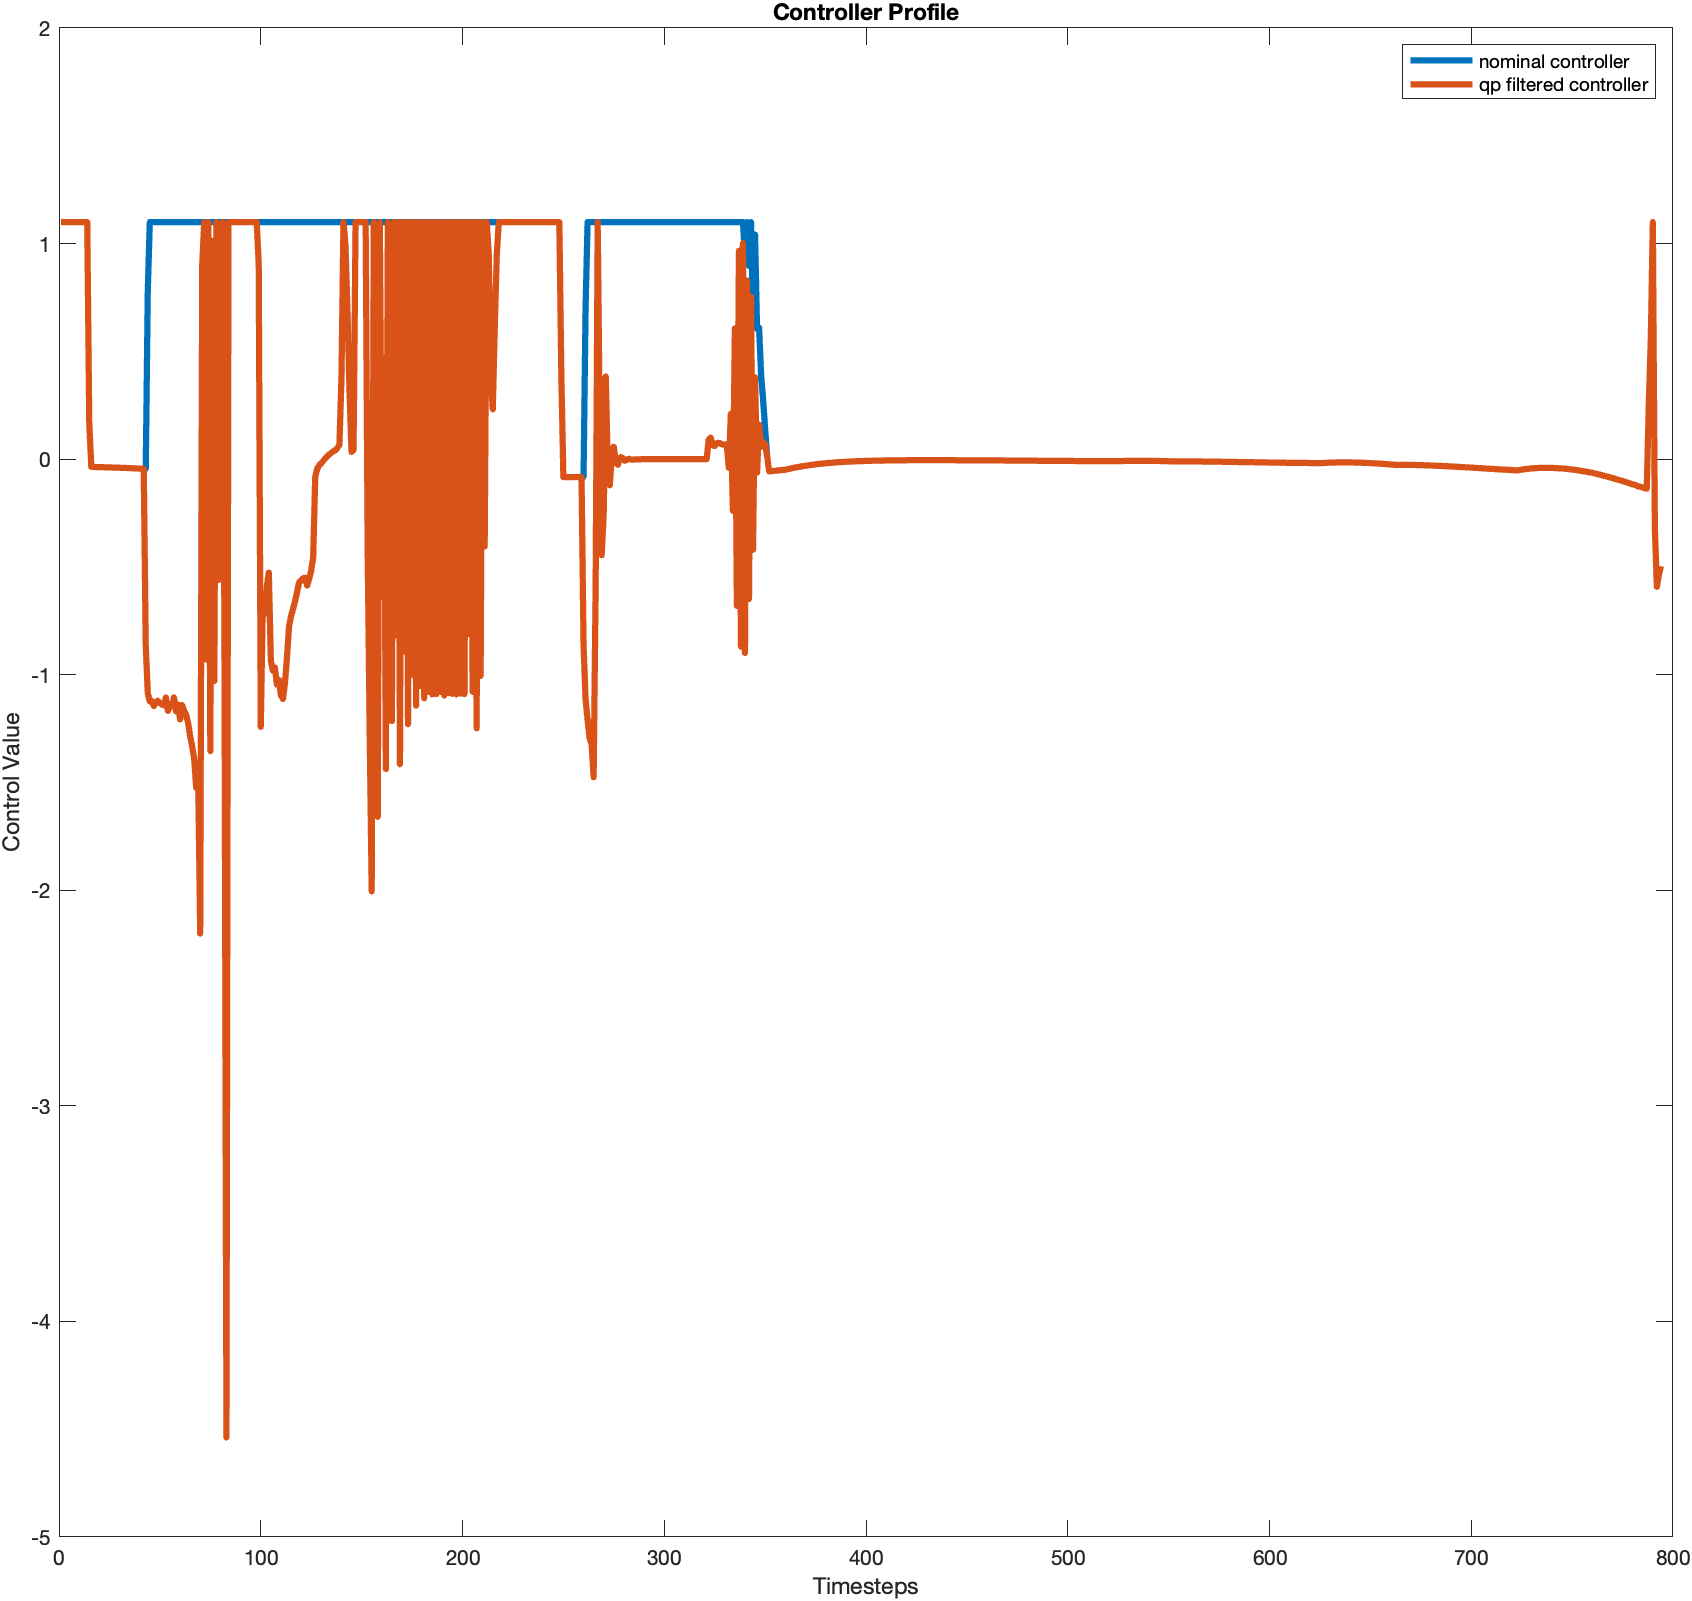 Controller Profile
nominal controller
qp filtered controller
2
1
0
-1
-2
-3
-4
-5
Control Value
0 100 200 300 400 500 600 700 800
Timesteps